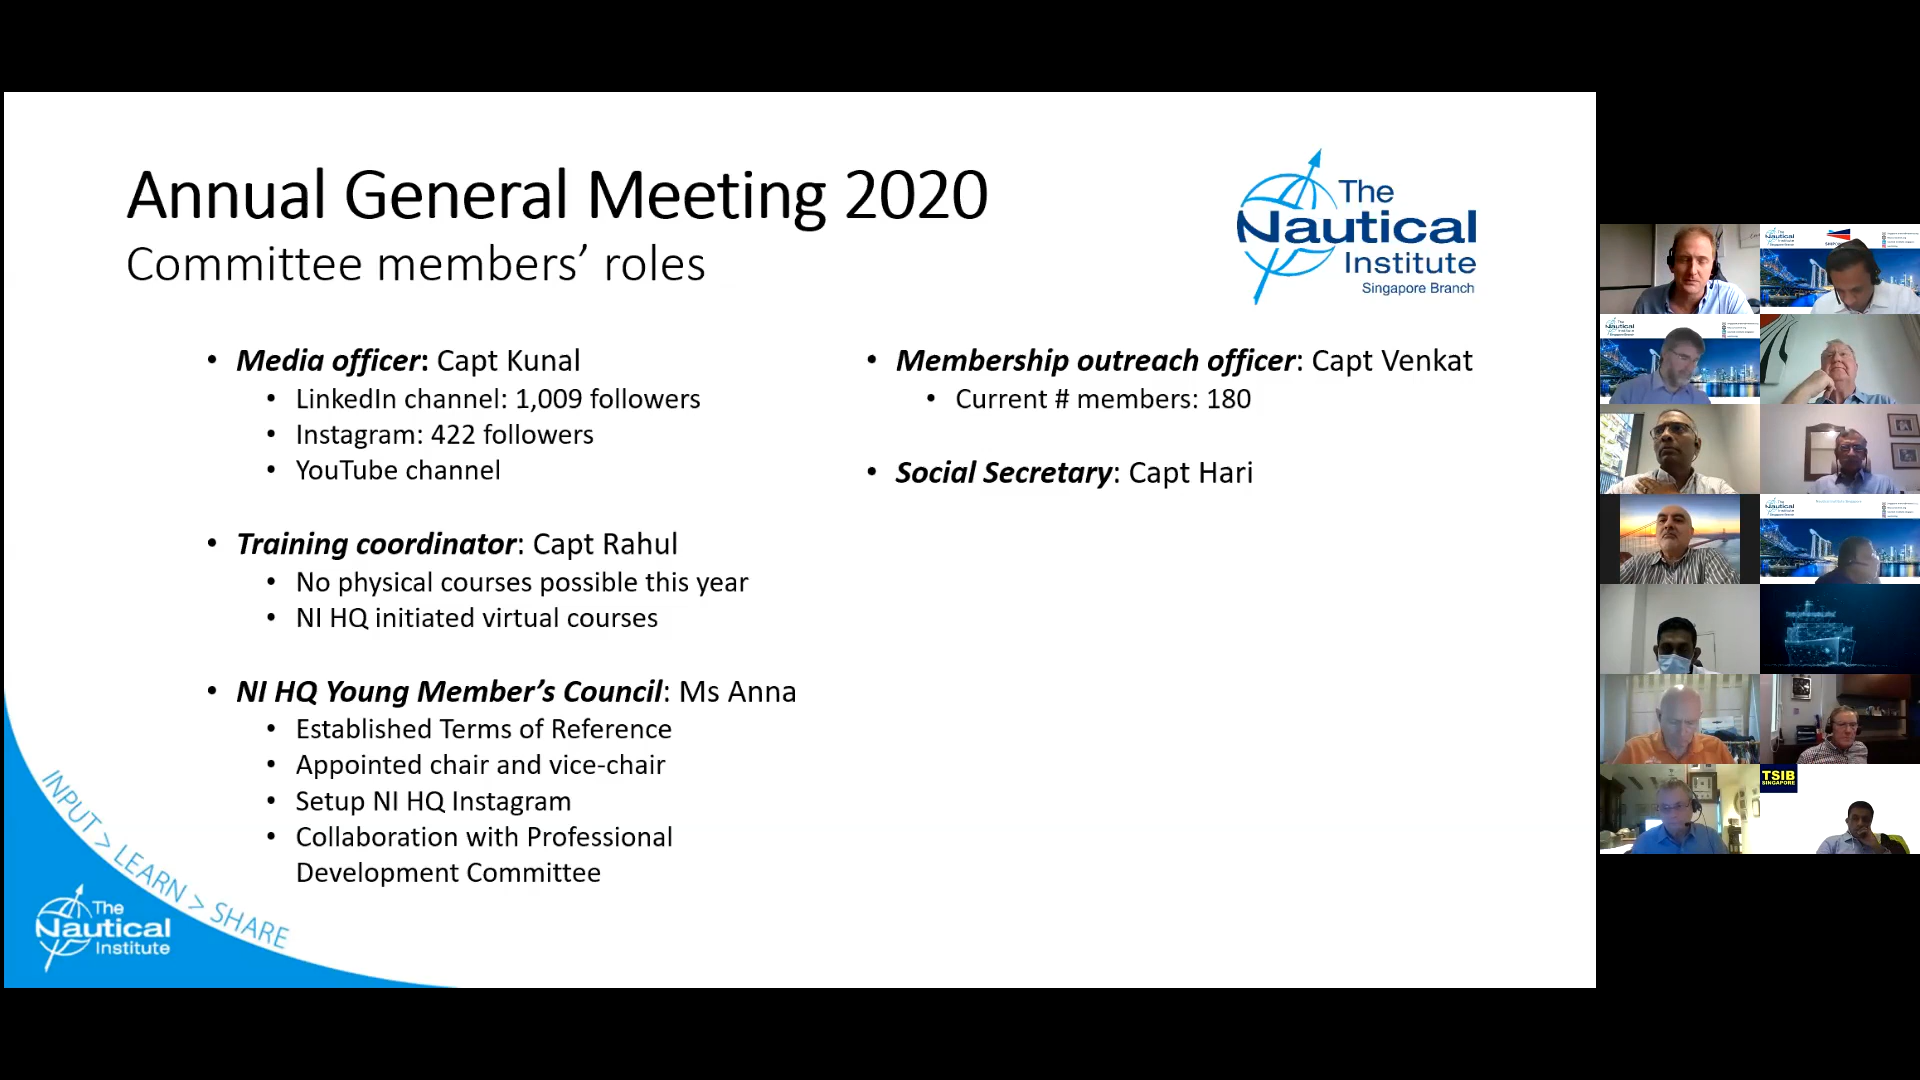 Annual General Meeting 2020
Committee members’ roles
The
Nautical
Institute
Singapore Branch
• Media officer: Capt Kunal
• LinkedIn channel: 1,009 followers
• Instagram: 422 followers
• YouTube channel
• Training coordinator: Capt Rahul
• No physical courses possible this year
• NI HQ initiated virtual courses
• NI HQ Young Member’s Council: Ms Anna
• Established Terms of Reference
• Appointed chair and vice-chair
• Setup NI HQ Instagram
• Collaboration with Professional
Development Committee
• Membership outreach officer: Capt Venkat
• Current # members: 180
• Social Secretary: Capt Hari
INPUT > LEARN > SHARE
The
Nautical
Institute
TSIB
SINGAPORE